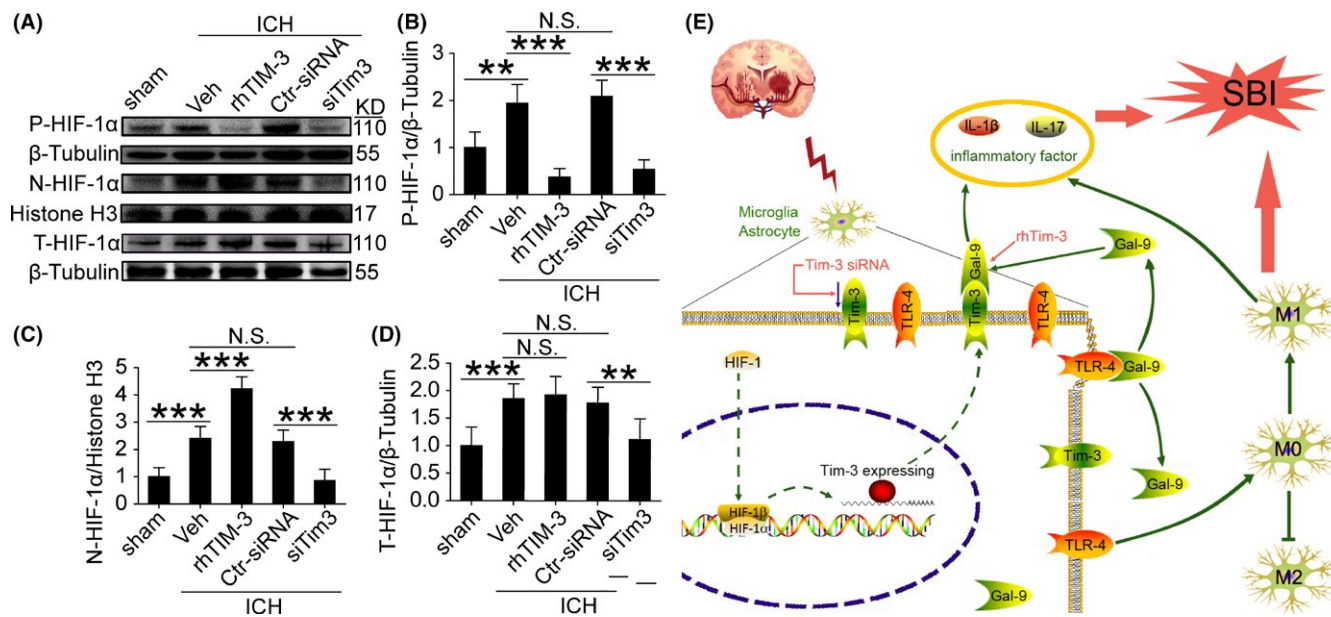 (A)
ICH
sham
Veh
rhTIM-3
Ctr-siRNA
siTim3
KD
P-HIF-1α 110
β-Tubulin 55
N-HIF-1α 110
Histone H3 17
T-HIF-1α 110
β-Tubulin 55
(B)
N.S.
***
** ***
P-HIF-1α/β-Tubulin
3
2
1
0
sham
Veh
rhTIM-3
Ctr-siRNA
siTim3
ICH
(C)
N.S.
***
*** ***
N-HIF-1α/Histone H3
5
4
3
2
1
0
sham
Veh
rhTIM-3
Ctr-siRNA
siTim3
ICH
(D)
N.S.
N.S.
*** **
T-HIF-1α/β-Tubulin
2.5
2.0
1.5
1.0
0.5
0.0
sham
Veh
rhTIM-3
Ctr-siRNA
siTim3
ICH
(E)
SBI
IL-1β IL-17
inflammatory factor
Microglia
Astrocyte
rhTim-3
Gal-9
Gal-9
Tim-3 siRNA
Tim-3
TLR-4
Tim-3
TLR-4
M1
HIF-1
TLR-4 Gal-9
Tim-3 expressing
Tim-3
M0
Gal-9
HIF-1β
HIF-1α
TLR-4
M2
Gal-9